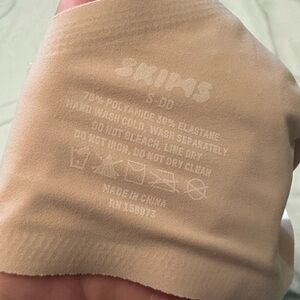 SKIMS
S-DD
70% POLYAMIDE 30% ELASTANE
HAND WASH COLD, WASH SEPARATELY
DO NOT BLEACH, LINE DRY
DO NOT IRON, DO NOT DRY CLEAN
MADE IN CHINA
RN 158973